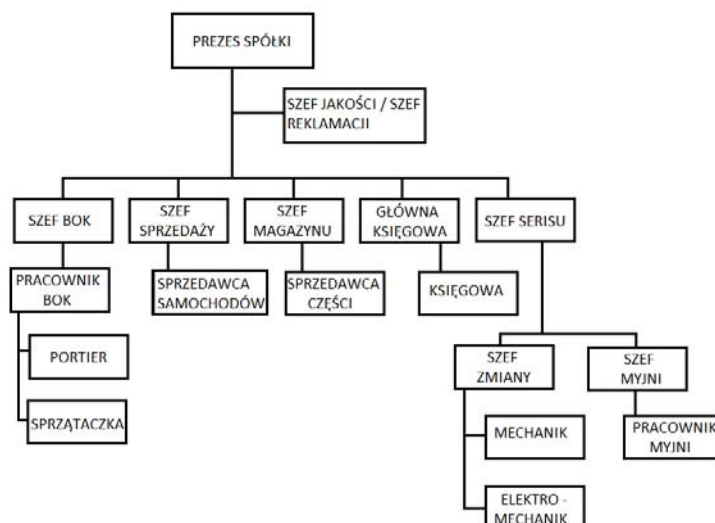 PREZES SPÓŁKI
SZEF JAKOŚCI / SZEF
REKLAMACJI
SZEF BOK
SZEF
SPRZEDAŻY
SZEF
MAGAZYNU
GŁÓWNA
KSIĘGOWA
SZEF SERISU
PRACOWNIK
BOK
SPRZEDAWCA
SAMOCHODÓW
SPRZEDAWCA
CZĘŚCI
KSIĘGOWA
PORTIER
SPRZĄTACZKA
SZEF
ZMIANY
SZEF
MYJNI
MECHANIK
PRACOWNIK
MYJNI
ELEKTRO -
MECHANIK